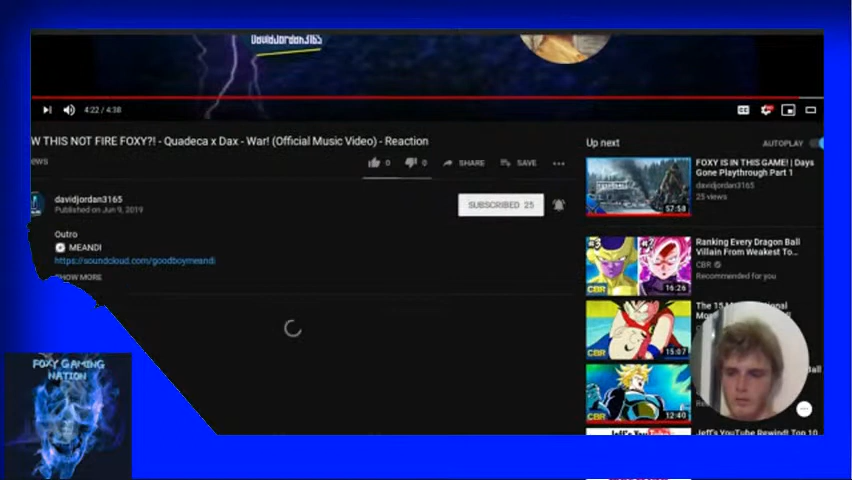 DavidJordan3165
4:22 / 4:38
W THIS NOT FIRE FOXY?! - Quadeca x Dax - War! (Official Music Video) - Reaction
ews
0
0
SHARE
SAVE
davidjordan3165
Published on Jun 9, 2019
SUBSCRIBED 25
Outro
MEANDI
https://soundcloud.com/goodboymeandi
SHOW MORE
Up next
AUTOPLAY
FOXY IS IN THIS GAME! | Days
Gone Playthrough Part 1
davidjordan3165
25 views
57:58
Ranking Every Dragon Ball
Villain From Weakest To...
CBR
Recommended for you
CBR
16:26
The 15
CBR
15:07
CBR
12:40
Jeff's YouTube Rewind! Top 10
FOXY GAMING
NATION